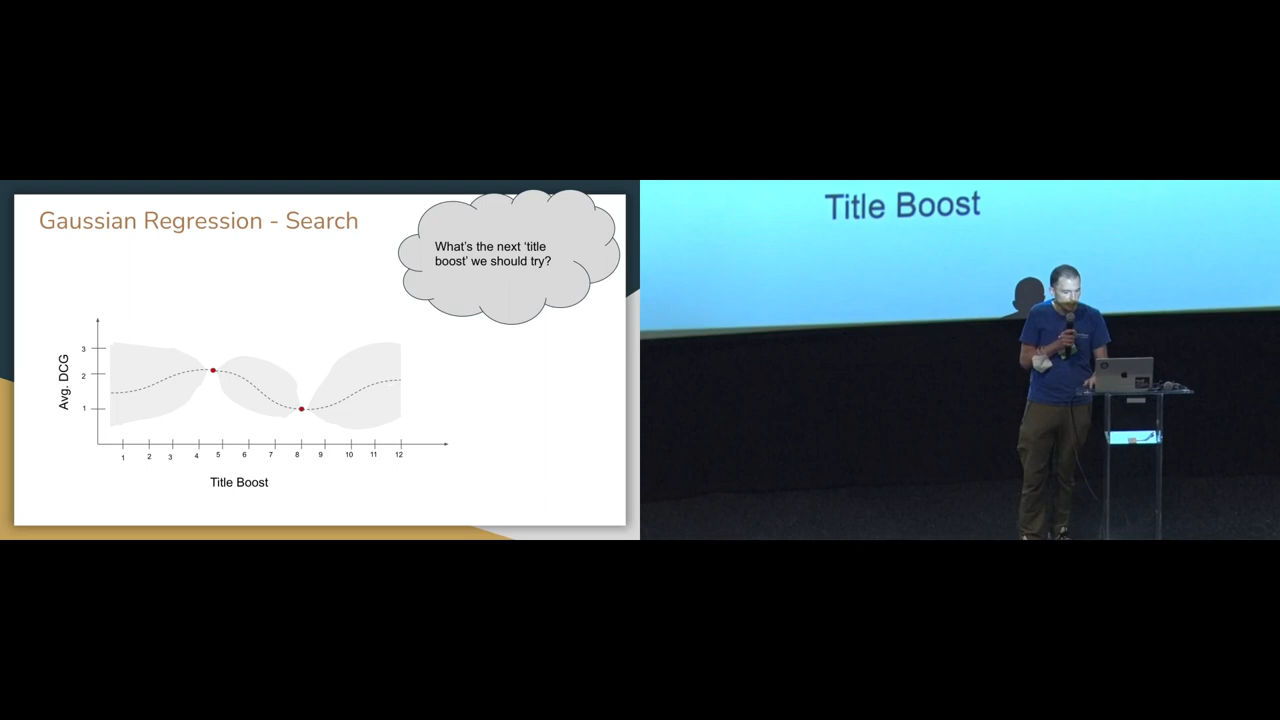 Gaussian Regression - Search
What's the next 'title
boost' we should try?
3
2
1
Avg. DCG
1 2 3 4 5 6 7 8 9 10 11 12
Title Boost
Title Boost